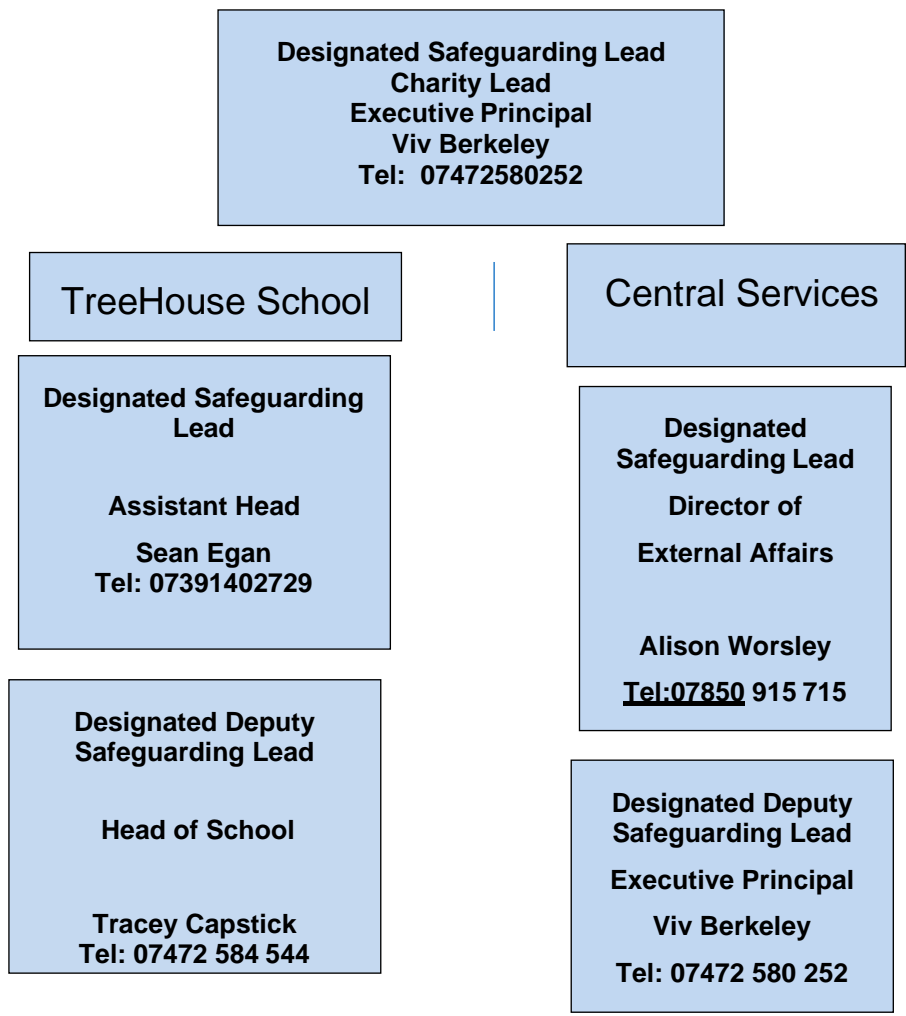 Designated Safeguarding Lead
Charity Lead
Executive Principal
Viv Berkeley
Tel: 07472580252
TreeHouse School
Designated Safeguarding
Lead
Assistant Head
Sean Egan
Tel: 07391402729
Designated Deputy
Safeguarding Lead
Head of School
Tracey Capstick
Tel: 07472 584 544
Central Services
Designated
Safeguarding Lead
Director of
External Affairs
Alison Worsley
Tel:07850 915 715
Designated Deputy
Safeguarding Lead
Executive Principal
Viv Berkeley
Tel: 07472 580 252